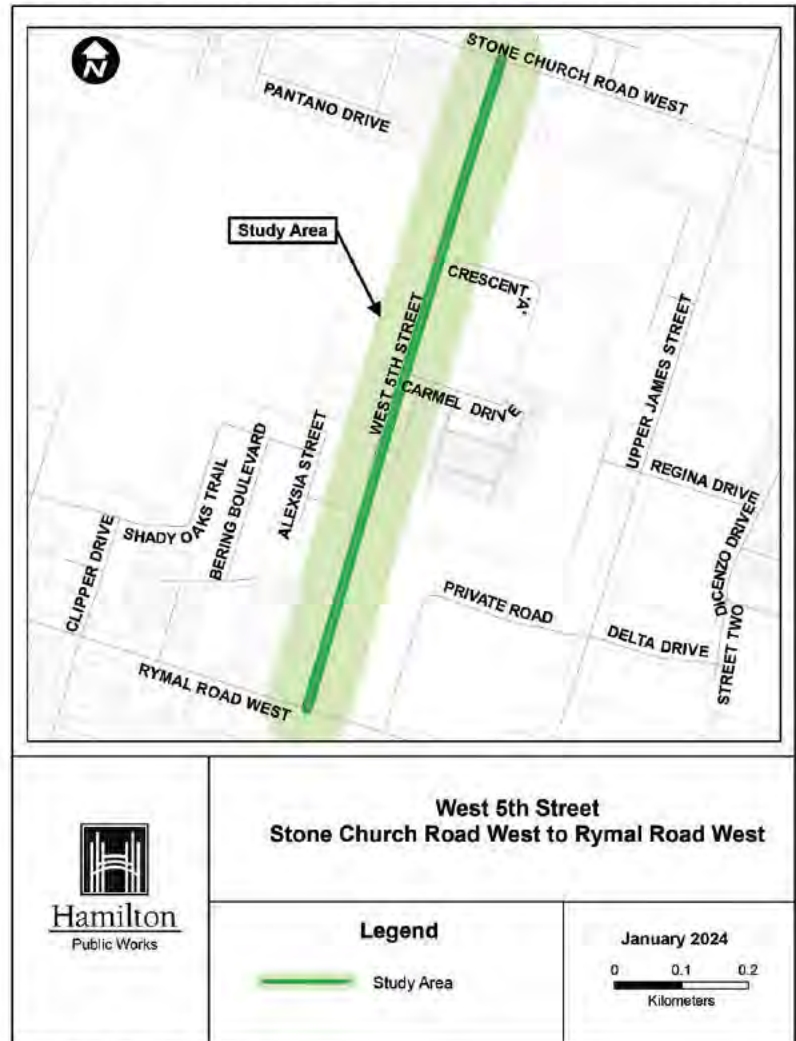 N
STONE CHURCH ROAD WEST
PANTANO DRIVE
Study Area
CRESCENT 'A'
WEST 5TH STREET
CARMEL DRIVE
UPPER JAMES STREET
REGINA DRIVE
ALEXSIA STREET
BERING BOULEVARD
SHADY OAKS TRAIL
CLIPPER DRIVE
DICENZO DRIVE
PRIVATE ROAD
DELTA DRIVE
STREET TWO
RYMAL ROAD WEST
West 5th Street
Stone Church Road West to Rymal Road West
Hamilton
Public Works
Legend
Study Area
January 2024
0 0.1 0.2
Kilometers